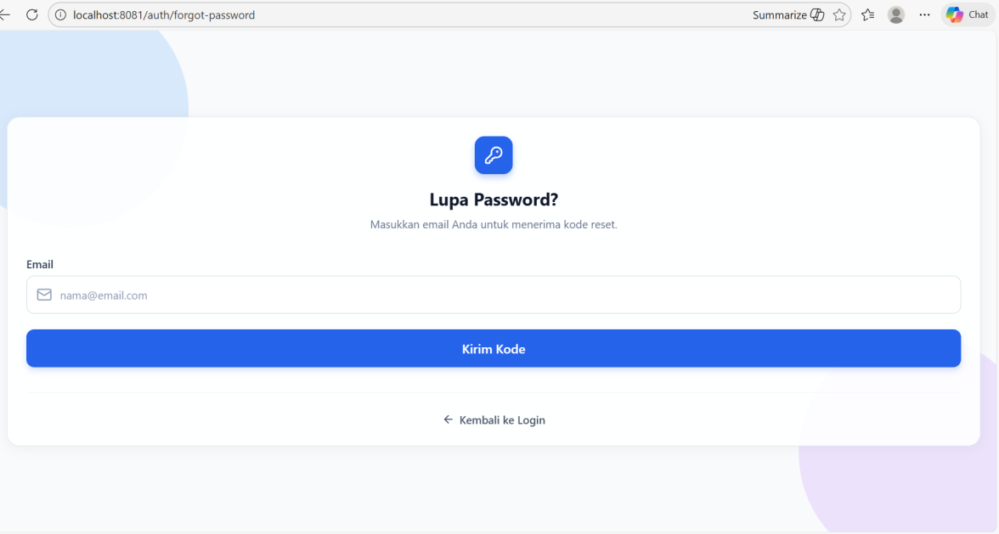 localhost:8081/auth/forgot-password
Summarize
Chat
Lupa Password?
Masukkan email Anda untuk menerima kode reset.
Email
nama@email.com
Kirim Kode
← Kembali ke Login